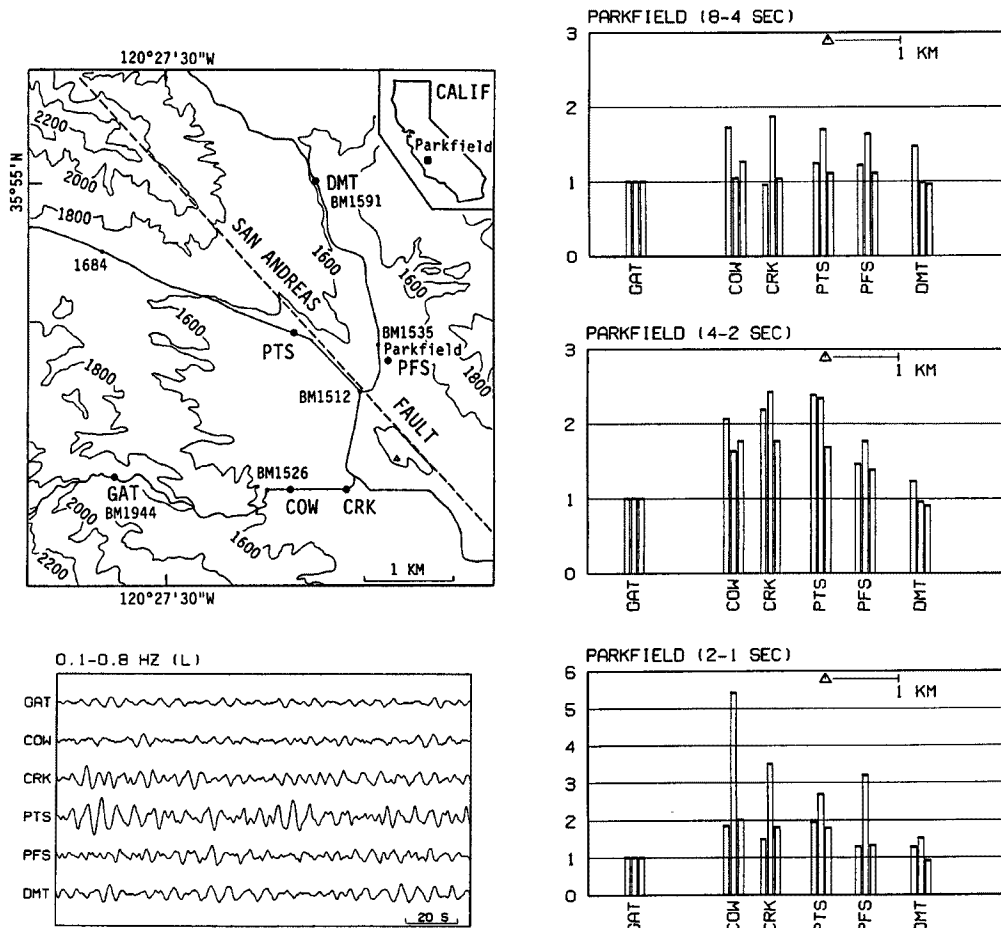 120°27'30"W
CALIF
Parkfield
35°55'N
2200
2000
1800
1684
DMT
BM1591
SAN ANDREAS
1600
1600
1600
BM1535
Parkfield
PFS
PTS
1800
1800
BM1512
FAULT
BM1526
GAT
BM1944
COW
CRK
2000
1600
2200
1 KM
120°27'30"W
0.1-0.8 HZ (L)
GAT
COW
CRK
PTS
PFS
DMT
20 S
PARKFIELD (8-4 SEC)
3
1 KM
2
1
0
GAT
COW
CRK
PTS
PFS
DMT
PARKFIELD (4-2 SEC)
3
1 KM
2
1
0
GAT
COW
CRK
PTS
PFS
DMT
PARKFIELD (2-1 SEC)
6
1 KM
5
4
3
2
1
0
GAT
COW
CRK
PTS
PFS
DMT